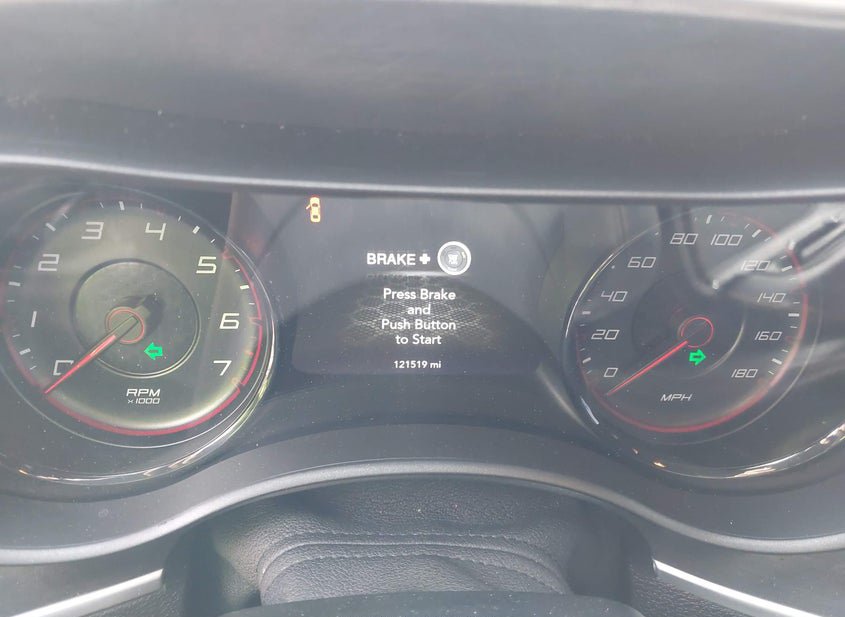 0
1
2
3
4
5
6
7
RPM
x1000
BRAKE +
Press Brake
and
Push Button
to Start
121519 mi
0
20
40
60
80
100
120
140
160
180
MPH